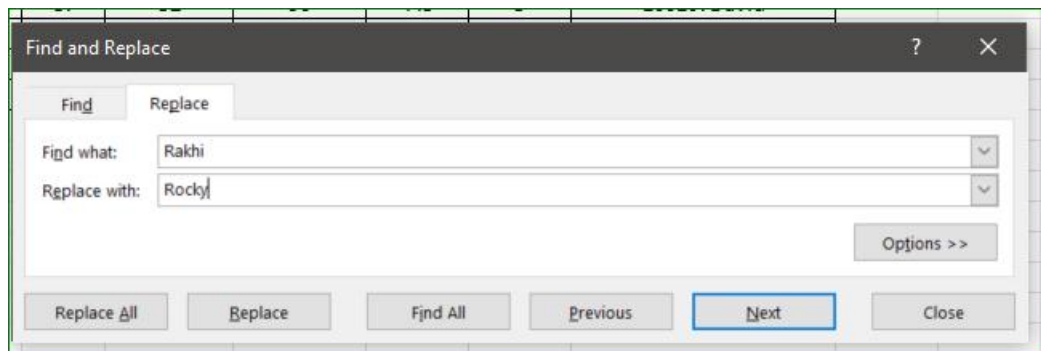 Find and Replace ?
Find Replace
Find what: Rakhi
Replace with: Rocky
Options >>
Replace All Replace Find All Previous Next Close